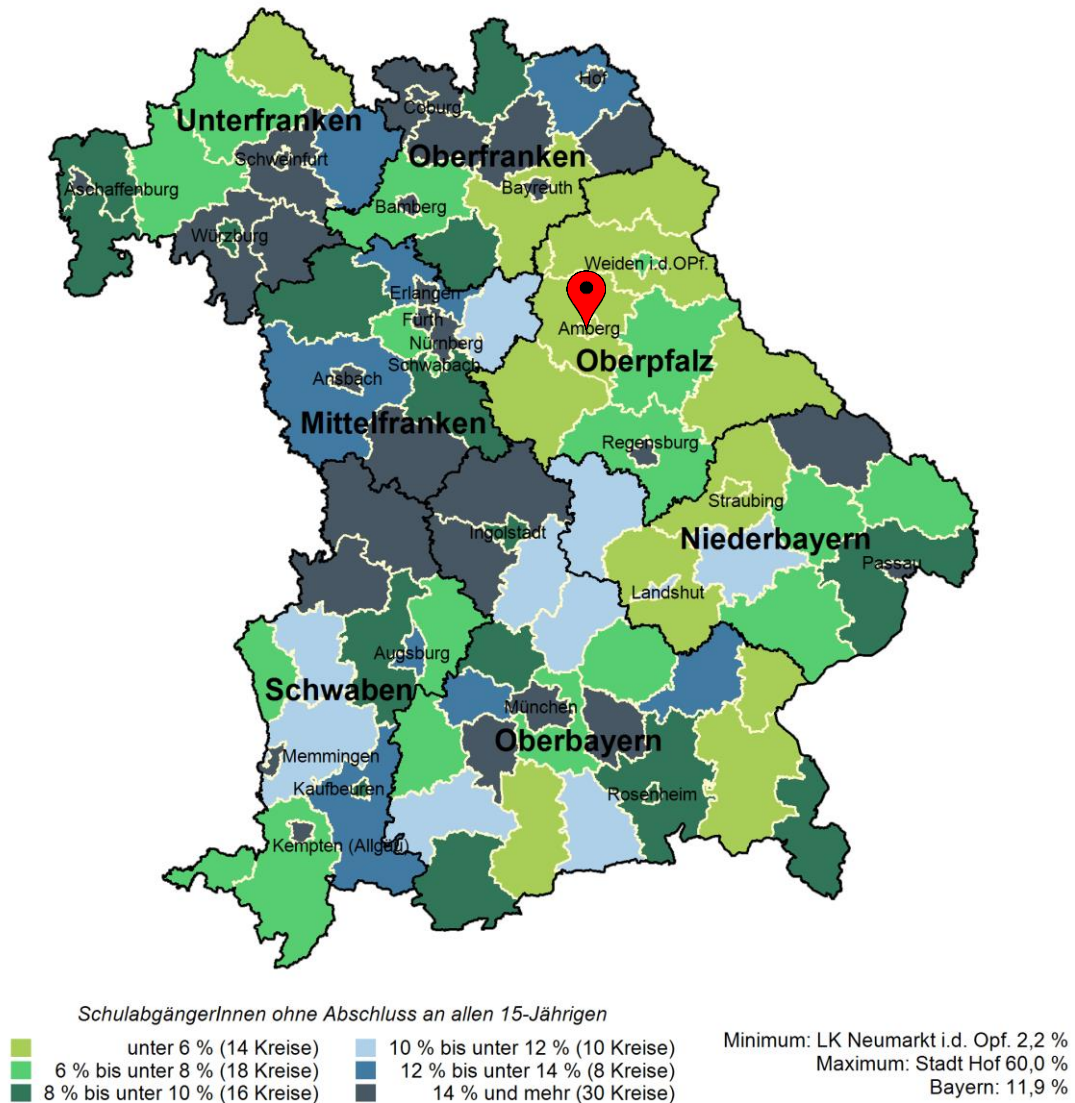 Hof
Coburg
Unterfranken
Schweinfurt
Oberfranken
Aschaffenburg
Bayreuth
Bamberg
Würzburg
Weiden i.d.OPf.
Erlangen
Fürth
Amberg
Nürnberg
Schwabach
Oberpfalz
Ansbach
Mittelfranken
Regensburg
Straubing
Ingolstadt
Niederbayern
Passau
Landshut
Augsburg
Schwaben
München
Oberbayern
Memmingen
Kaufbeuren
Rosenheim
Kempten (Allgäu)
SchulabgängerInnen ohne Abschluss an allen 15-Jährigen
unter 6 % (14 Kreise)
6 % bis unter 8 % (18 Kreise)
8 % bis unter 10 % (16 Kreise)
10 % bis unter 12 % (10 Kreise)
12 % bis unter 14 % (8 Kreise)
14 % und mehr (30 Kreise)
Minimum: LK Neumarkt i.d. Opf. 2,2 %
Maximum: Stadt Hof 60,0 %
Bayern: 11,9 %